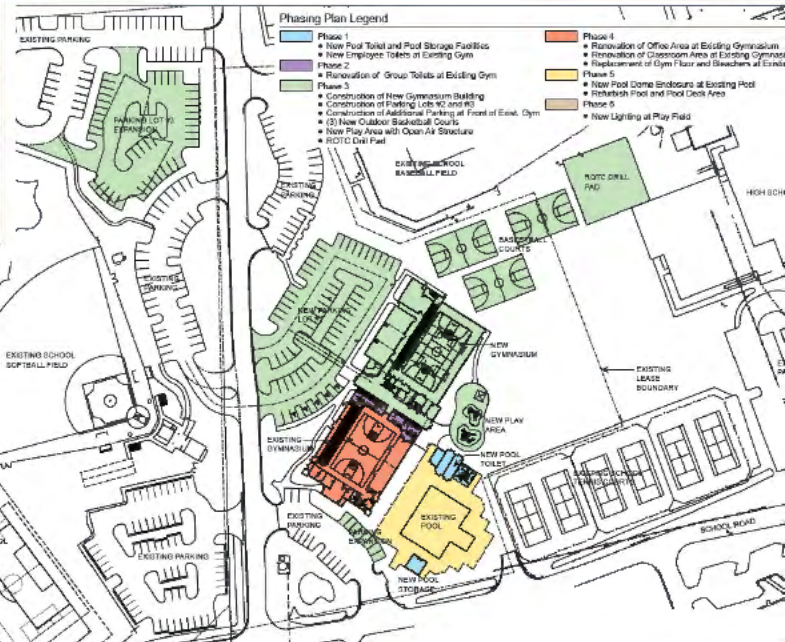 Phasing Plan Legend
Phase 1
• New Pool Toilet and Pool Storage Facilities
• New Employee Toilets at Existing Gym
Phase 2
• Renovation of Group Toilets at Existing Gym
Phase 3
• Construction of New Gymnasium Building
• Construction of Parking Lots #2 and #3
• Construction of Additional Parking at Front of Exist. Gym
• (3) New Outdoor Basketball Courts
• New Play Area with Open Air Structure
• ROTC Drill Pad
Phase 4
• Renovation of Office Area at Existing Gymnasium
• Renovation of Classroom Area at Existing
• Replacement of Gym Floor and Bleachers at
Phase 5
• New Pool Dome Enclosure at Existing Pool
• Refurbish Pool and Pool Deck Area
Phase 6
• New Lighting at Play Field
EXISTING PARKING
PARKING LOT #3
EXPANSION
EXISTING
PARKING
EXISTING SCHOOL
BASEBALL FIELD
ROTC DRILL
PAD
HIGH
BASKETBALL
COURTS
EXISTING
PARKING
NEW PARKING
LOT
EXISTING SCHOOL
SOFTBALL FIELD
NEW
GYMNASIUM
EXISTING
LEASE
BOUNDARY
NEW PLAY
AREA
EXISTING
GYMNASIUM
NEW POOL
TOILET
EXISTING SCHOOL
TENNIS COURTS
EXISTING
PARKING
EXISTING
POOL
PARKING
EXPANSION
SCHOOL ROAD
EXISTING PARKING
NEW POOL
STORAGE